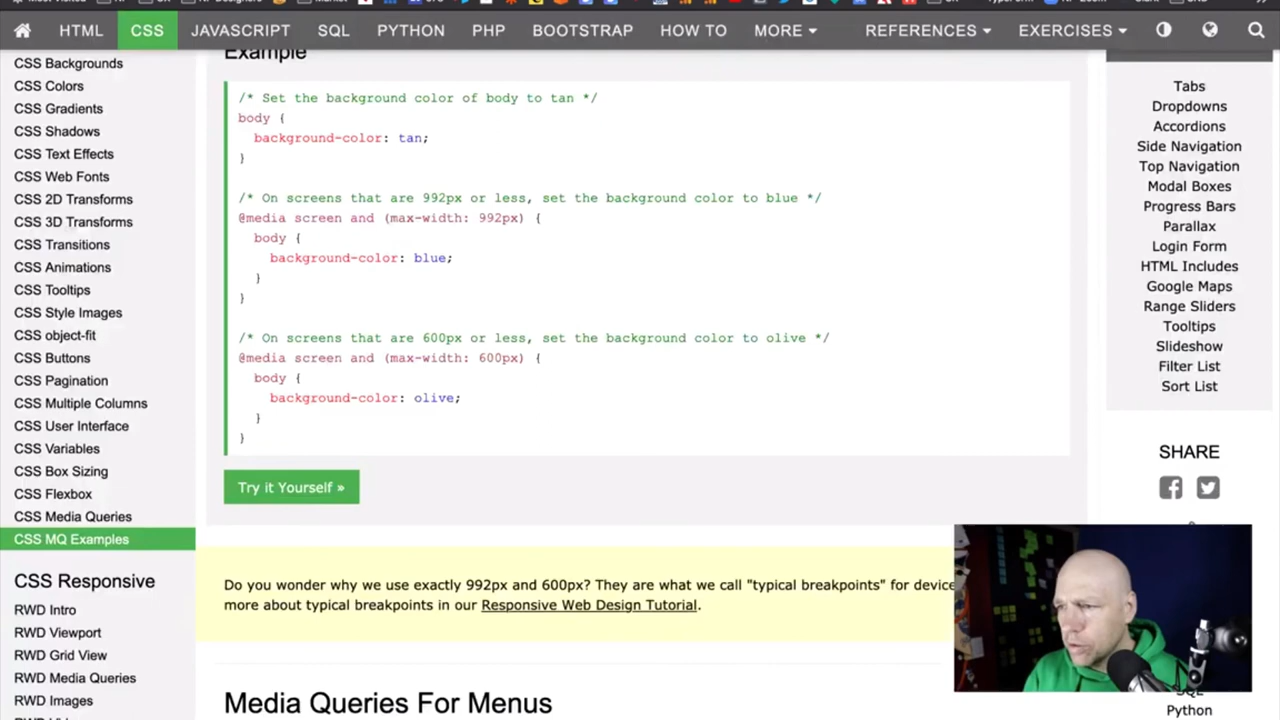 HTML CSS JAVASCRIPT SQL PYTHON PHP BOOTSTRAP HOW TO MORE REFERENCES EXERCISES
CSS Backgrounds
CSS Colors
CSS Gradients
CSS Shadows
CSS Text Effects
CSS Web Fonts
CSS 2D Transforms
CSS 3D Transforms
CSS Transitions
CSS Animations
CSS Tooltips
CSS Style Images
CSS object-fit
CSS Buttons
CSS Pagination
CSS Multiple Columns
CSS User Interface
CSS Variables
CSS Box Sizing
CSS Flexbox
CSS Media Queries
CSS MQ Examples
CSS Responsive
RWD Intro
RWD Viewport
RWD Grid View
RWD Media Queries
RWD Images
Example
/* Set the background color of body to tan */
body {
background-color: tan;
}
/* On screens that are 992px or less, set the background color to blue */
@media screen and (max-width: 992px) {
body {
background-color: blue;
}
}
/* On screens that are 600px or less, set the background color to olive */
@media screen and (max-width: 600px) {
body {
background-color: olive;
}
}
Try it Yourself »
Do you wonder why we use exactly 992px and 600px? They are what we call "typical breakpoints" for device
more about typical breakpoints in our Responsive Web Design Tutorial.
Media Queries For Menus
Tabs
Dropdowns
Accordions
Side Navigation
Top Navigation
Modal Boxes
Progress Bars
Parallax
Login Form
HTML Includes
Google Maps
Range Sliders
Tooltips
Slideshow
Filter List
Sort List
SHARE
SQL
Python